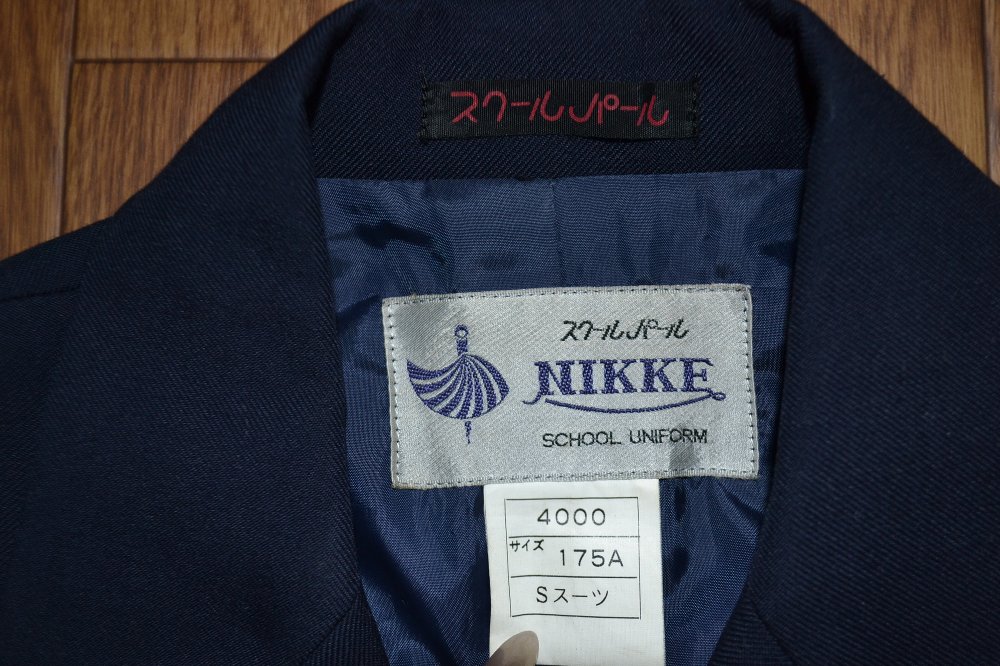 スクールパール
スクールパール
NIKKE
SCHOOL UNIFORM
4000
サイズ 175A
Sスーツ